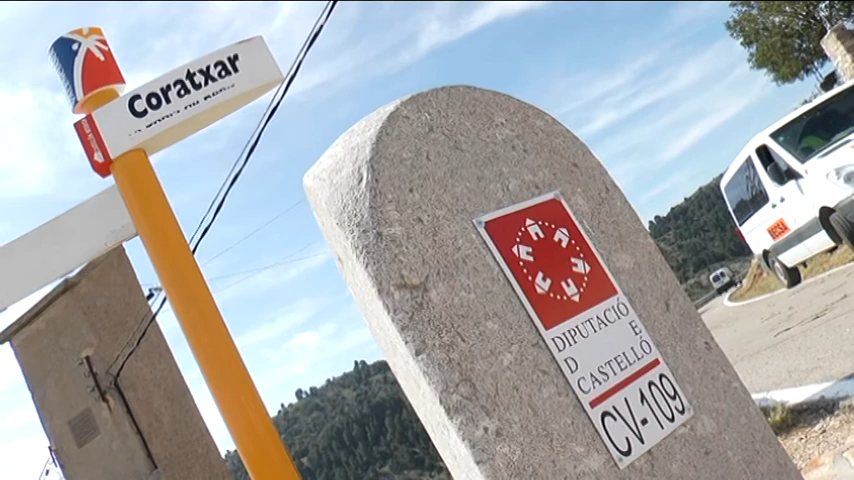 Coratxar
DIPUTACIÓ
D E
CASTELLÓ
CV-109